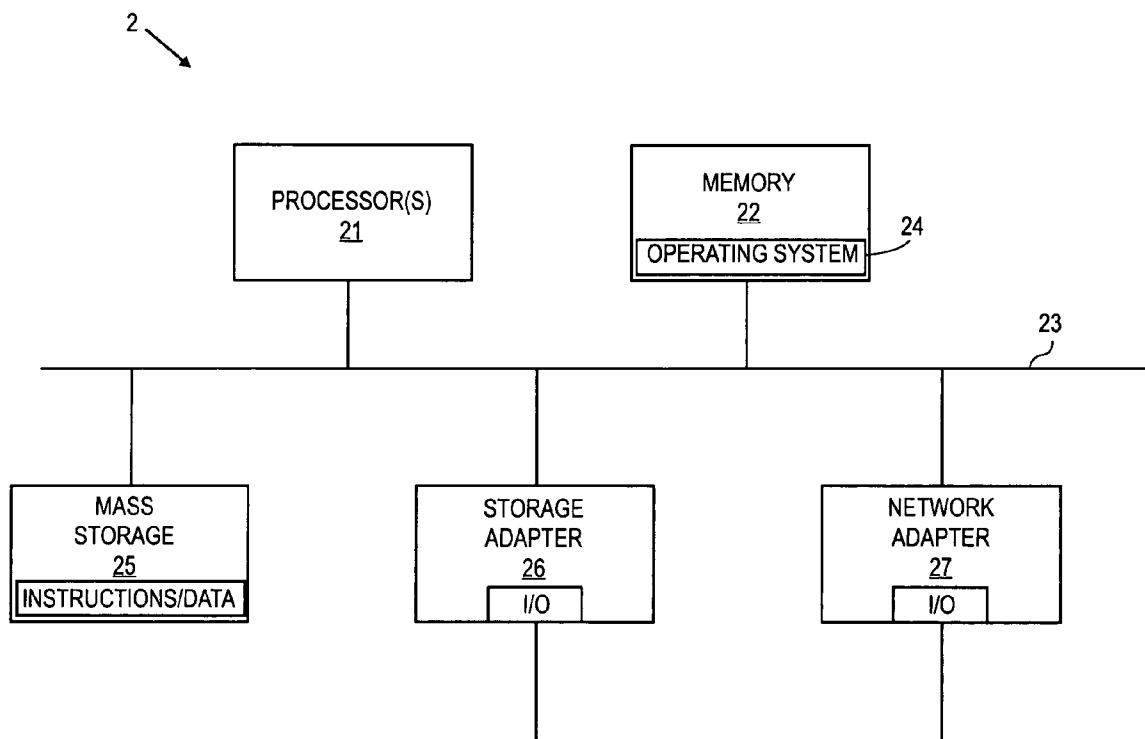 2
PROCESSOR(S)
21
MEMORY
22
OPERATING SYSTEM
24
23
MASS
STORAGE
25
INSTRUCTIONS/DATA
STORAGE
ADAPTER
26
I/O
NETWORK
ADAPTER
27
I/O